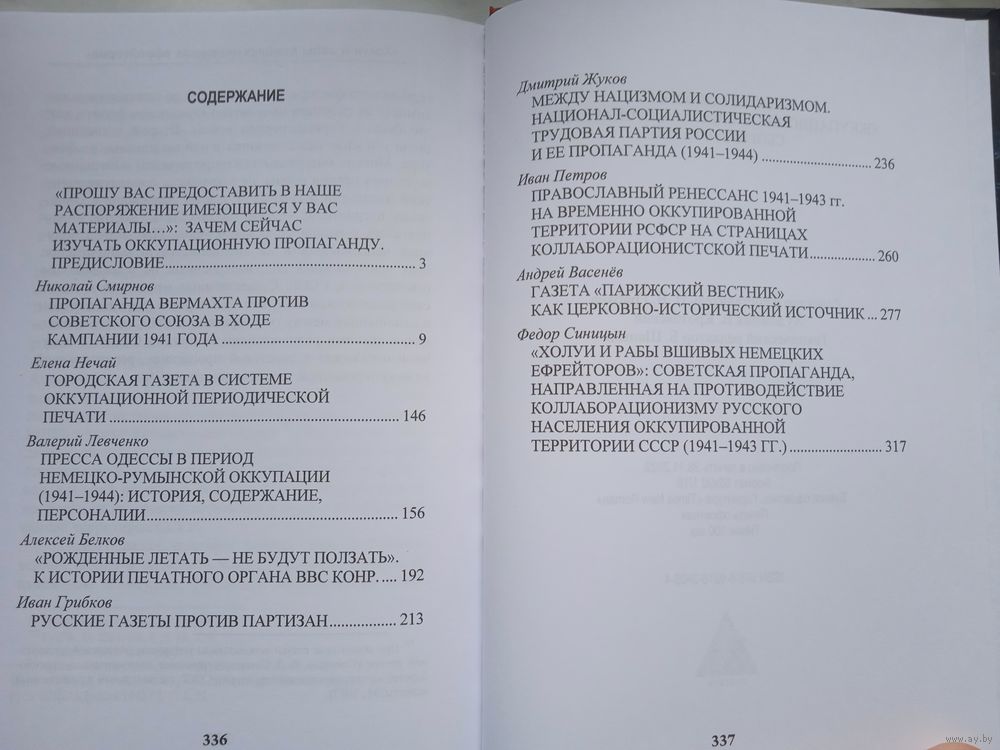 СОДЕРЖАНИЕ
«ПРОШУ ВАС ПРЕДОСТАВИТЬ В НАШЕ
РАСПОРЯЖЕНИЕ ИМЕЮЩИЕСЯ У ВАС
МАТЕРИАЛЫ…»: ЗАЧЕМ СЕЙЧАС
ИЗУЧАТЬ ОККУПАЦИОННУЮ ПРОПАГАНДУ.
ПРЕДИСЛОВИЕ.......................................................... 3
Николай Смирнов
ПРОПАГАНДА ВЕРМАХТА ПРОТИВ
СОВЕТСКОГО СОЮЗА В ХОДЕ
КАМПАНИИ 1941 ГОДА ............................................. 9
Елена Нечай
ГОРОДСКАЯ ГАЗЕТА В СИСТЕМЕ
ОККУПАЦИОННОЙ ПЕРИОДИЧЕСКОЙ
ПЕЧАТИ .................................................................... 146
Валерий Левченко
ПРЕССА ОДЕССЫ В ПЕРИОД
НЕМЕЦКО-РУМЫНСКОЙ ОККУПАЦИИ
(1941–1944): ИСТОРИЯ, СОДЕРЖАНИЕ,
ПЕРСОНАЛИИ........................................................... 156
Алексей Белков
«РОЖДЕННЫЕ ЛЕТАТЬ — НЕ БУДУТ ПОЛЗАТЬ».
К ИСТОРИИ ПЕЧАТНОГО ОРГАНА ВВС КОНР. .... 192
Иван Грибков
РУССКИЕ ГАЗЕТЫ ПРОТИВ ПАРТИЗАН................ 213
336
Дмитрий Жуков
МЕЖДУ НАЦИЗМОМ И СОЛИДАРИЗМОМ.
НАЦИОНАЛ-СОЦИАЛИСТИЧЕСКАЯ
ТРУДОВАЯ ПАРТИЯ РОССИИ
И ЕЕ ПРОПАГАНДА (1941–1944) .......................... 236
Иван Петров
ПРАВОСЛАВНЫЙ РЕНЕССАНС 1941–1943 гг.
НА ВРЕМЕННО ОККУПИРОВАННОЙ
ТЕРРИТОРИИ РСФСР НА СТРАНИЦАХ
КОЛЛАБОРАЦИОНИСТСКОЙ ПЕЧАТИ............... 260
Андрей Васенёв
ГАЗЕТА «ПАРИЖСКИЙ ВЕСТНИК»
КАК ЦЕРКОВНО-ИСТОРИЧЕСКИЙ ИСТОЧНИК ... 277
Федор Синицын
«ХОЛУИ И РАБЫ ВШИВЫХ НЕМЕЦКИХ
ЕФРЕЙТОРОВ»: СОВЕТСКАЯ ПРОПАГАНДА,
НАПРАВЛЕННАЯ НА ПРОТИВОДЕЙСТВИЕ
КОЛЛАБОРАЦИОНИЗМУ РУССКОГО
НАСЕЛЕНИЯ ОККУПИРОВАННОЙ
ТЕРРИТОРИИ СССР (1941–1943 ГГ.) ...................... 317
337
www.ay.by